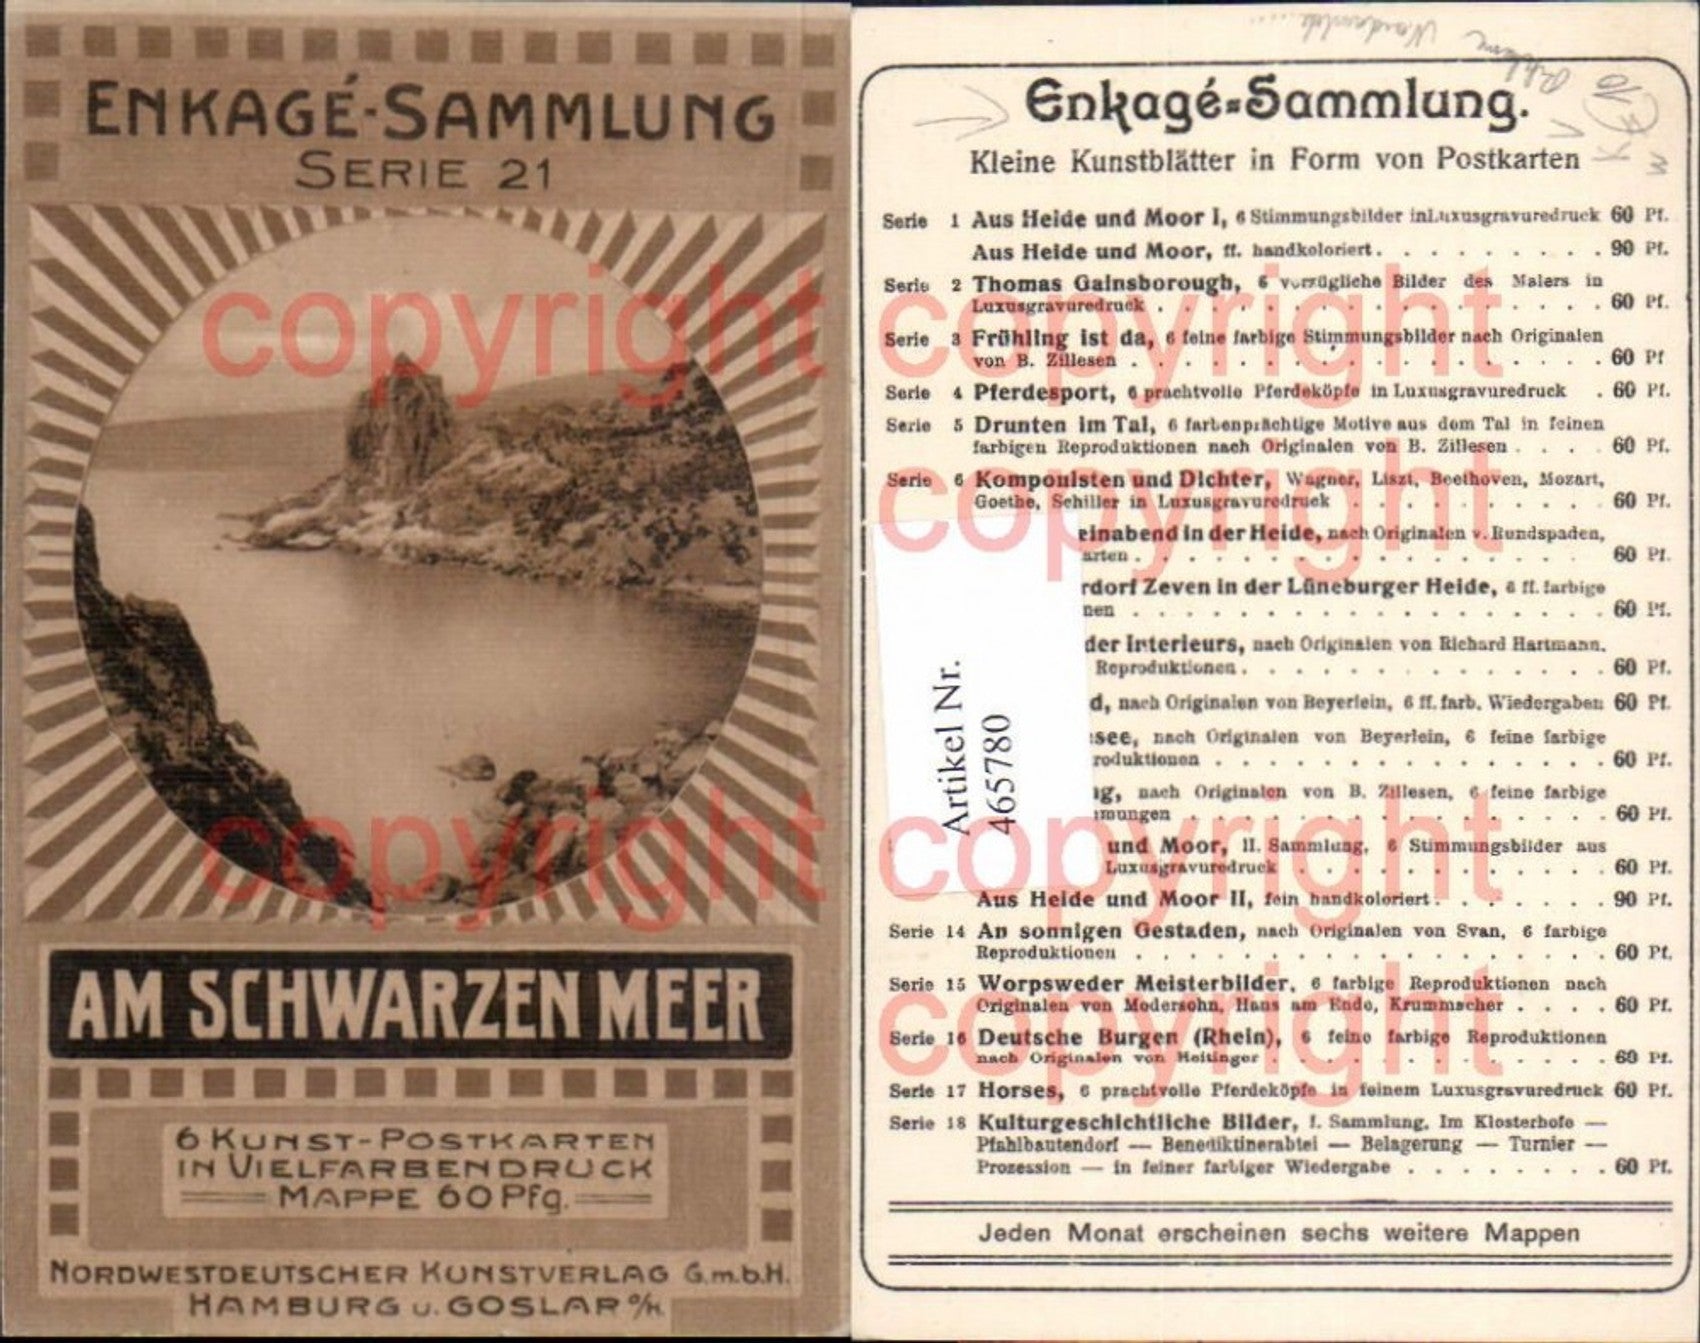 ENKAGÉ-SAMMLUNG
SERIE 21
AM SCHWARZEN MEER
6 KUNST-POSTKARTEN
IN VIELFARBENDRUCK
MAPPE 60 Pfg.
NORDWESTDEUTSCHER KUNSTVERLAG G.m.b.H.
HAMBURG u. GOSLAR a/H.
Enkagé-Sammlung.
Kleine Kunstblätter in Form von Postkarten
Serie 1 Aus Heide und Moor I, 6 Stimmungsbilder in Luxusgravuredruck 60 Pf.
Aus Heide und Moor, ff. handkoloriert . . . . . . . . 90 Pf.
Serie 2 Thomas Gainsborough, 6 vorzügliche Bilder des Malers in
Luxusgravuredruck . . . . . . . . . . . . . . . . 60 Pf.
Serie 3 Frühling ist da, 6 feine farbige Stimmungsbilder nach Originalen
von B. Zillesen . . . . . . . . . . . . . . . . . 60 Pf
Serie 4 Pferdesport, 6 prachtvolle Pferdeköpfe in Luxusgravuredruck . 60 Pf.
Serie 5 Drunten im Tal, 6 farbenprächtige Motive aus dem Tal in feinen
farbigen Reproduktionen nach Originalen von B. Zillesen . . . . 60 Pf.
Serie 6 Komponisten und Dichter, Wagner, Liszt, Beethoven, Mozart,
Goethe, Schiller in Luxusgravuredruck . . . . . . . . . 60 Pf.
einabend in der Heide, nach Originalen v. Rundspaden,
arten . . . . . . . . . . . . . . . . . 60 Pf.
rdorf Zeven in der Lüneburger Heide, 6 ff. farbige
nen . . . . . . . . . . . . . . . . . 60 Pf.
der Interieurs, nach Originalen von Richard Hartmann.
Reproduktionen . . . . . . . . . . . . . . 60 Pf.
d, nach Originalen von Beyerlein, 6 ff. farb. Wiedergaben 60 Pf.
see, nach Originalen von Beyerlein, 6 feine farbige
roduktionen . . . . . . . . . . . . . . . 60 Pf.
ng, nach Originalen von B. Zillesen, 6 feine farbige
mungen . . . . . . . . . . . . . . . . 60 Pf.
und Moor, II. Sammlung, 6 Stimmungsbilder aus
Luxusgravuredruck . . . . . . . . . . . . 60 Pf.
Aus Heide und Moor II, fein handkoloriert . . . . . . . 90 Pf.
Serie 14 An sonnigen Gestaden, nach Originalen von Svan, 6 farbige
Reproduktionen . . . . . . . . . . . . . . . . . 60 Pf.
Serie 15 Worpsweder Meisterbilder, 6 farbige Reproduktionen nach
Originalen von Modersohn, Hans am Ende, Krummacher . . . . 60 Pf.
Serie 16 Deutsche Burgen (Rhein), 6 feine farbige Reproduktionen
nach Originalen von Heitinger . . . . . . . . . . . . 60 Pf.
Serie 17 Horses, 6 prachtvolle Pferdeköpfe in feinem Luxusgravuredruck 60 Pf.
Serie 18 Kulturgeschichtliche Bilder, I. Sammlung. Im Klosterhofe —
Pfahlbautendorf — Benediktinerabtei — Belagerung — Turnier —
Prozession — in feiner farbiger Wiedergabe . . . . . . . 60 Pf.
Jeden Monat erscheinen sechs weitere Mappen
Artikel Nr.
465780
copyright
copyright
copyright
copyright
copyright
copyright